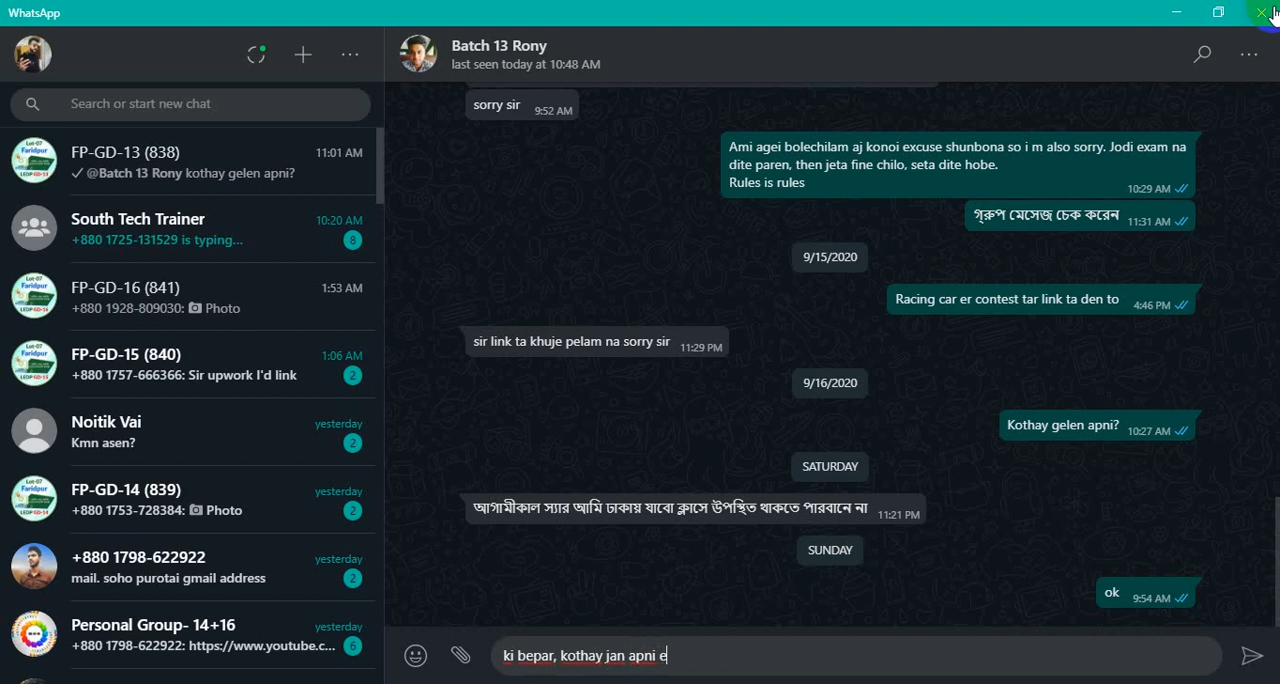 WhatsApp
Search or start new chat
FP-GD-13 (838)
11:01 AM
@Batch 13 Rony kothay gelen apni?
South Tech Trainer
10:20 AM
+880 1725-131529 is typing...
8
FP-GD-16 (841)
1:53 AM
+880 1928-809030: Photo
FP-GD-15 (840)
1:06 AM
+880 1757-666366: Sir upwork I'd link
2
Noitik Vai
yesterday
Kmn asen?
2
FP-GD-14 (839)
yesterday
+880 1753-728384: Photo
2
+880 1798-622922
yesterday
mail. soho purotai gmail address
2
Personal Group- 14+16
yesterday
+880 1798-622922: https://www.youtube.c...
6
Batch 13 Rony
last seen today at 10:48 AM
sorry sir
9:52 AM
Ami agei bolechilam aj konoi excuse shunbona so i m also sorry. Jodi exam na
dite paren, then jeta fine chilo, seta dite hobe.
Rules is rules
10:29 AM
গ্রুপ মেসেজ চেক করেন
11:31 AM
9/15/2020
Racing car er contest tar link ta den to
4:46 PM
sir link ta khuje pelam na sorry sir
11:29 PM
9/16/2020
Kothay gelen apni?
10:27 AM
SATURDAY
আগামীকাল স্যার আমি ঢাকায় যাবো ক্লাসে উপস্থিত থাকতে পারবানে না
11:21 PM
SUNDAY
ok
9:54 AM
ki bepar, kothay jan apni e